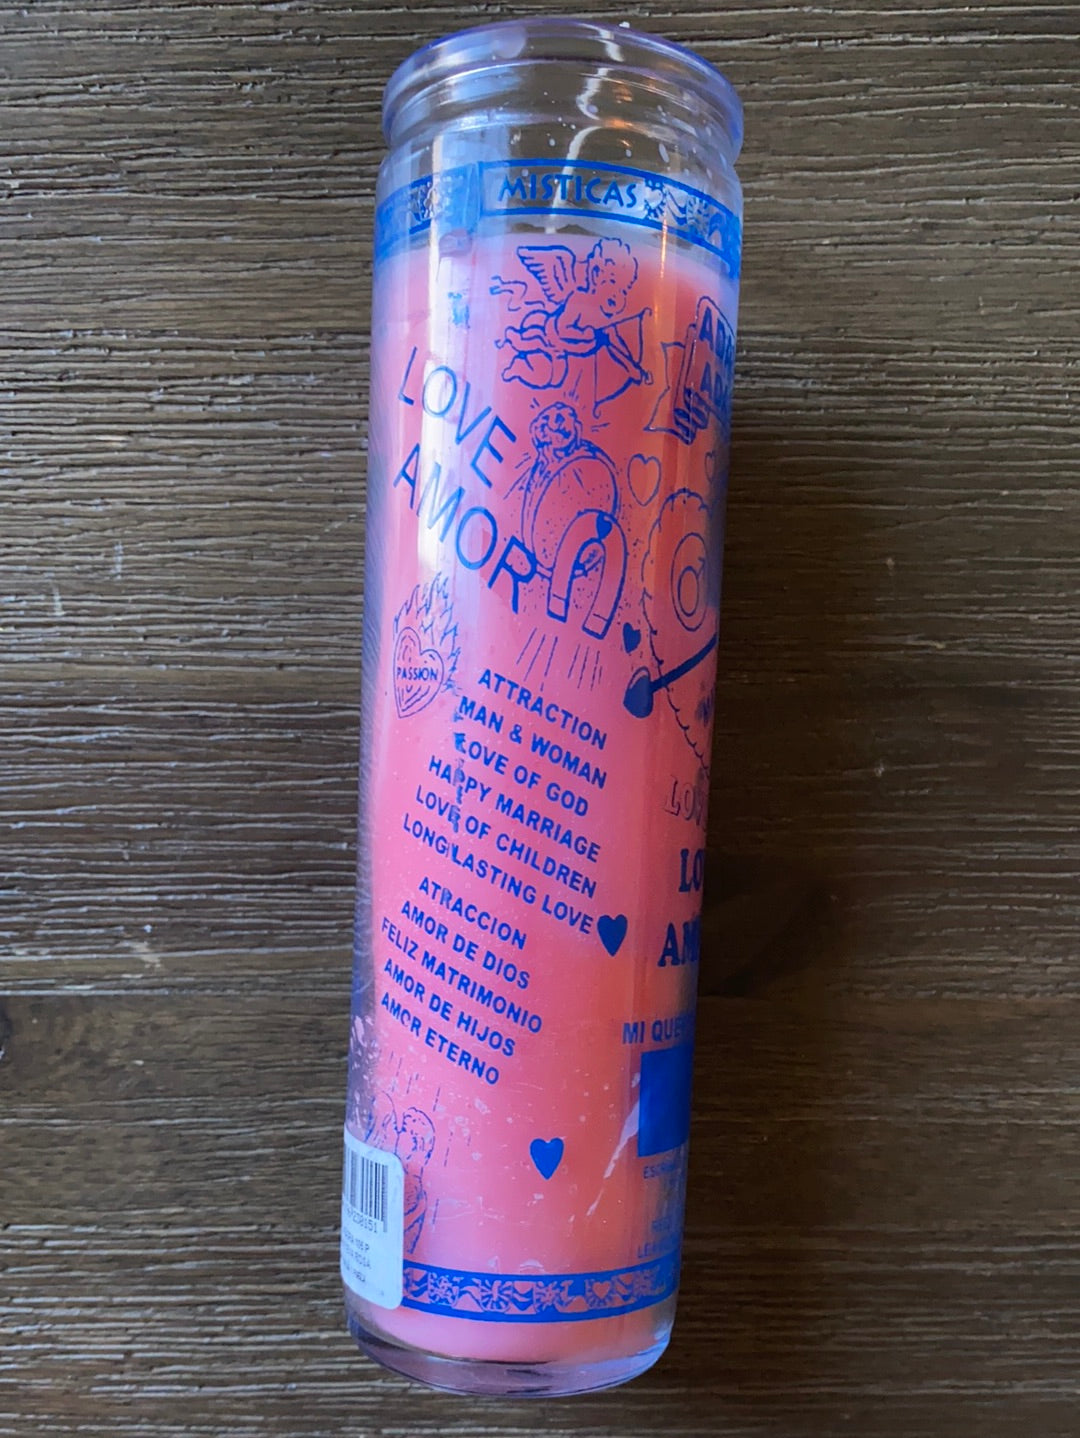 MISTICAS
LOVE
AMOR
PASSION
ATTRACTION
MAN & WOMAN
LOVE OF GOD
HAPPY MARRIAGE
LOVE OF CHILDREN
LONG LASTING LOVE
ATRACCION
AMOR DE DIOS
FELIZ MATRIMONIO
AMOR DE HIJOS
AMOR ETERNO
MI